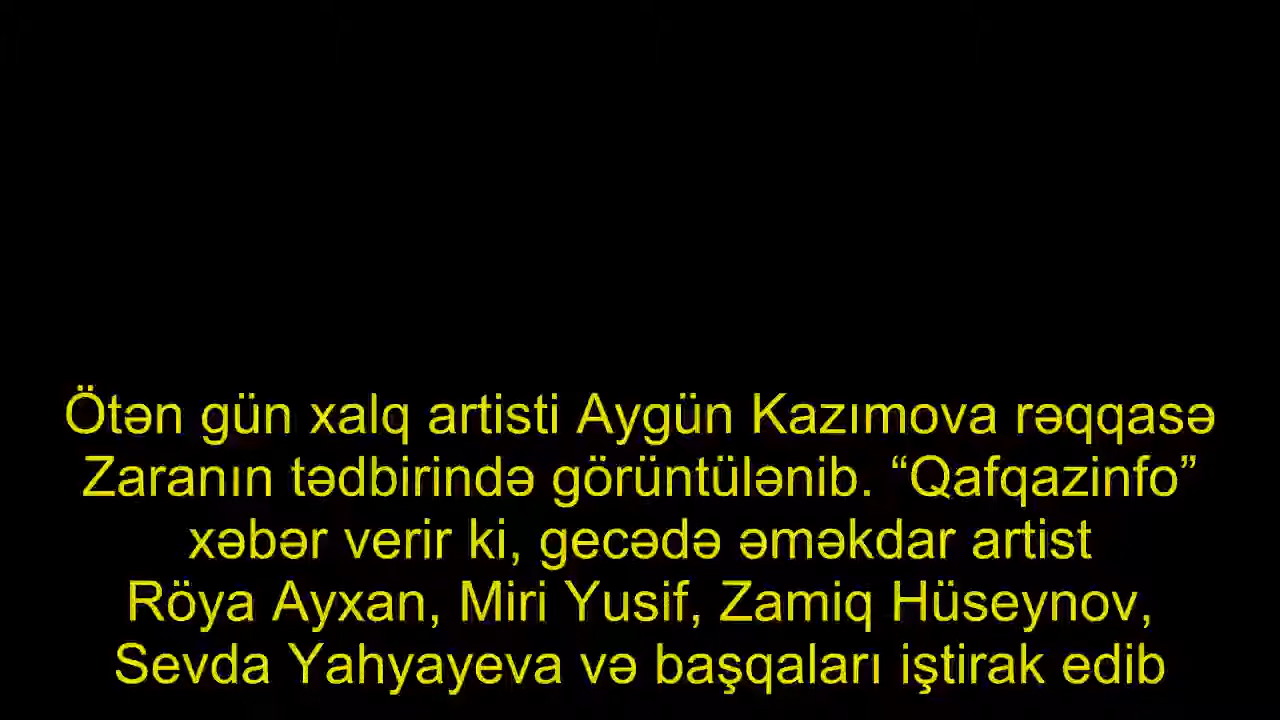 Ötən gün xalq artisti Aygün Kazımova rəqqasə
Zaranın tədbirində görüntülənib. “Qafqazinfo”
xəbər verir ki, gecədə əməkdar artist
Röya Ayxan, Miri Yusif, Zamiq Hüseynov,
Sevda Yahyayeva və başqaları iştirak edib